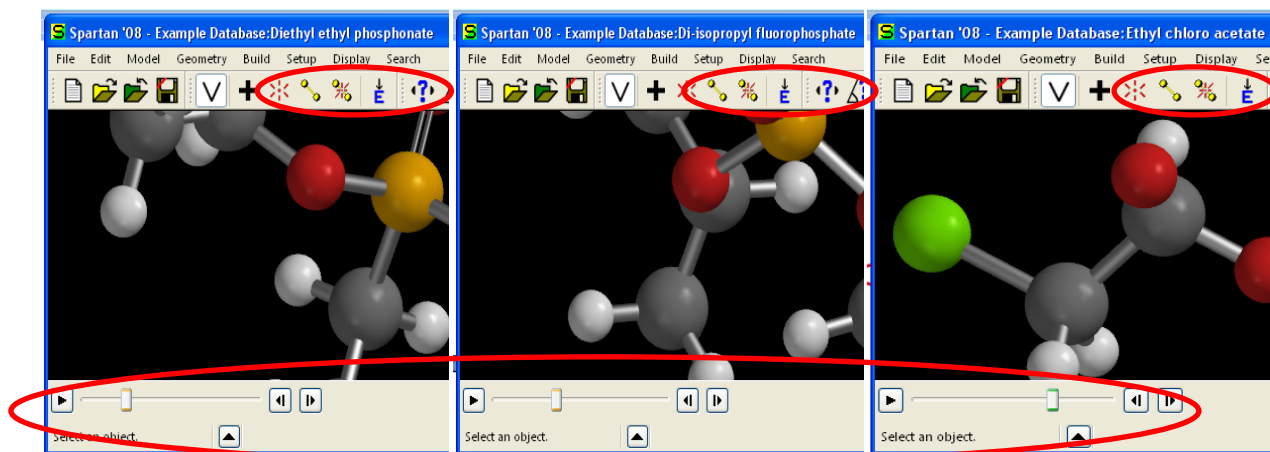 Spartan '08 - Example Database:Diethyl ethyl phosphonate
File Edit Model Geometry Build Setup Display Search
Select an object.
Spartan '08 - Example Database:Di-isopropyl fluorophosphate
File Edit Model Geometry Build Setup Display Search
Select an object.
Spartan '08 - Example Database:Ethyl chloro acetate
File Edit Model Geometry Build Setup Display Se
Select an object.